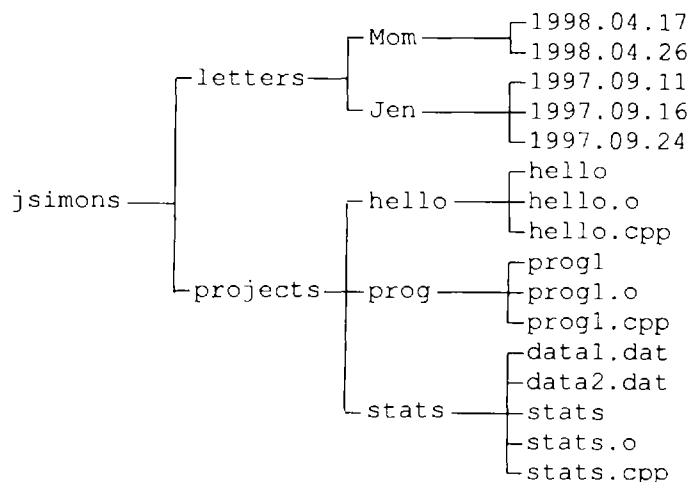 1998.04.17
Mom
1998.04.26
letters
1997.09.11
Jen
1997.09.16
1997.09.24
jsimons
hello
hello
hello.o
hello.cpp
projects
prog
prog1
prog1.o
prog1.cpp
data1.dat
data2.dat
stats
stats
stats.o
stats.cpp